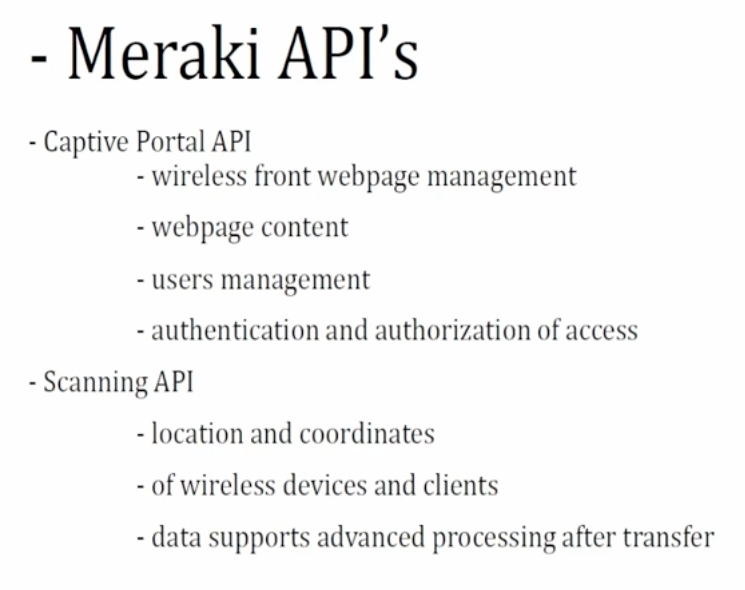 - Meraki API's
- Captive Portal API
- wireless front webpage management
- webpage content
- users management
- authentication and authorization of access
- Scanning API
- location and coordinates
- of wireless devices and clients
- data supports advanced processing after transfer